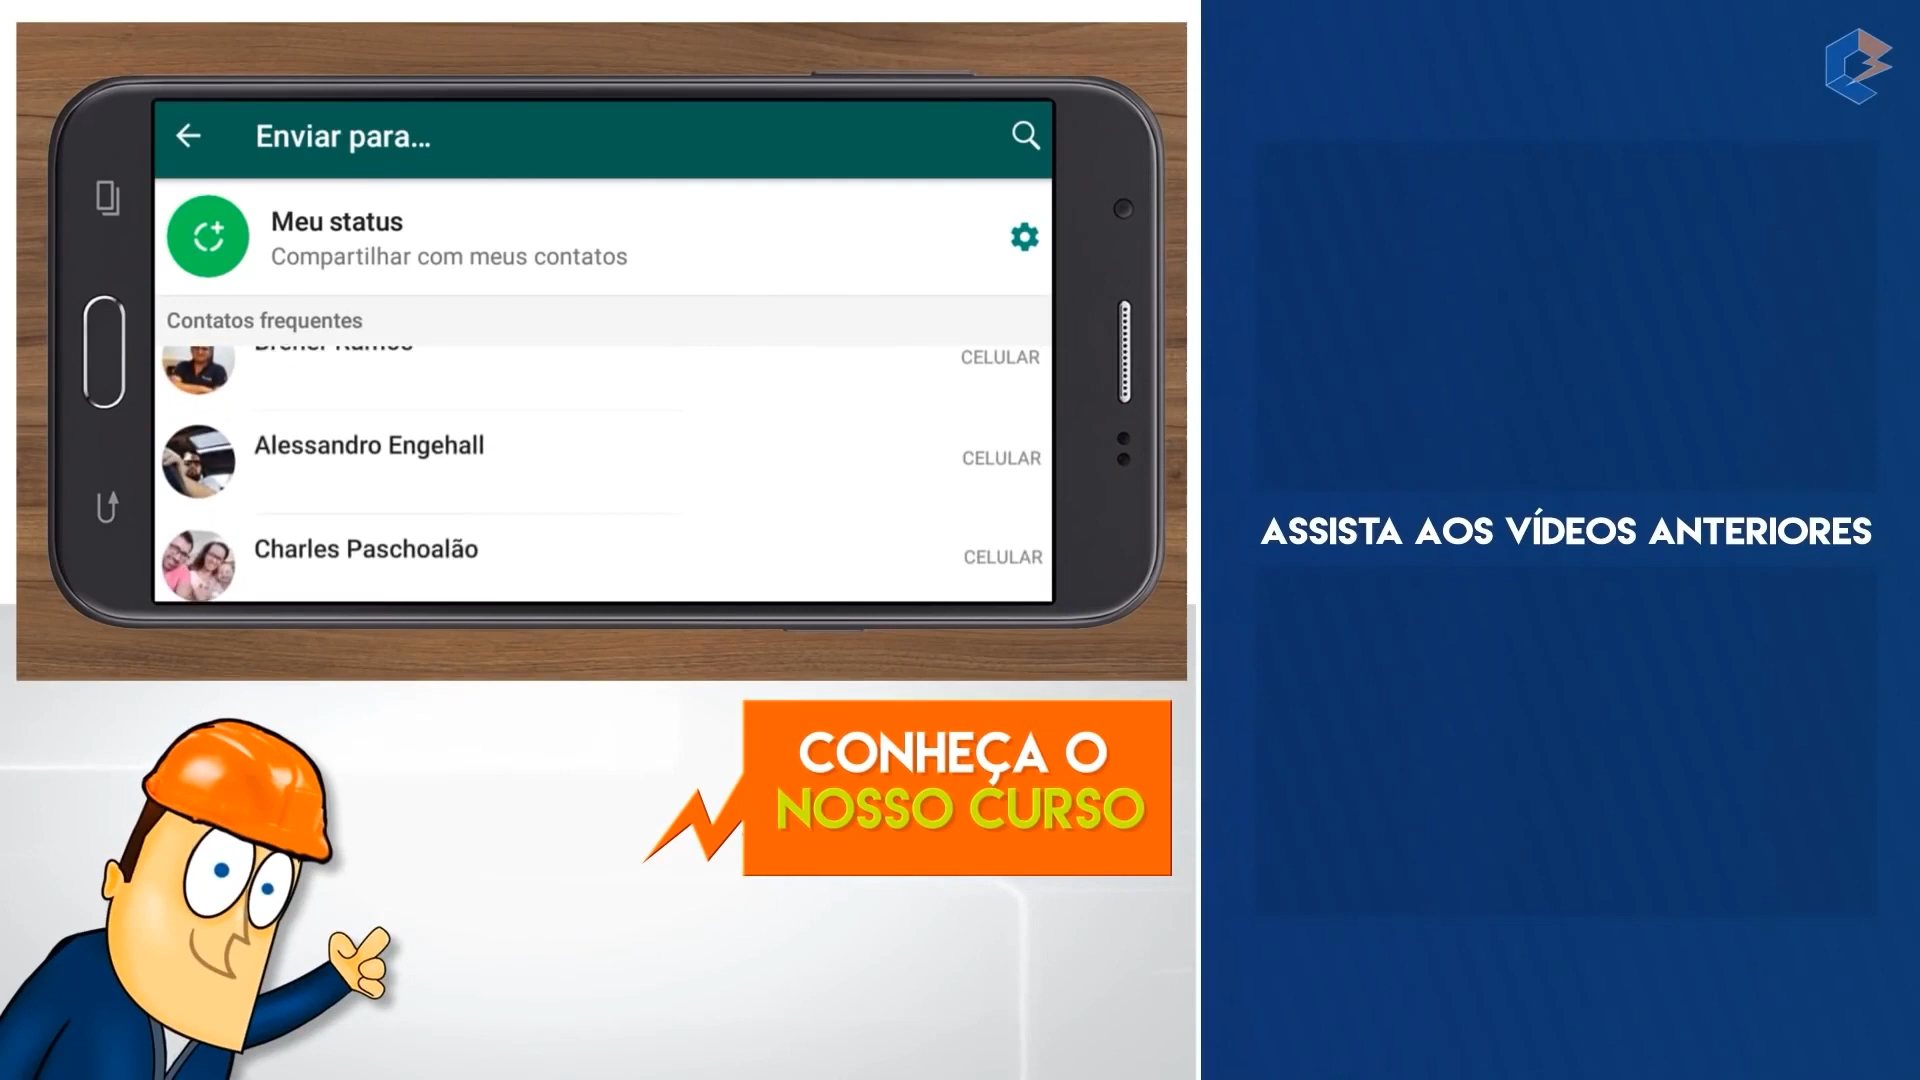 Enviar para...
Meu status
Compartilhar com meus contatos
Contatos frequentes
CELULAR
Alessandro Engehall
CELULAR
Charles Paschoalão
CELULAR
CONHEÇA O
NOSSO CURSO
ASSISTA AOS VÍDEOS ANTERIORES